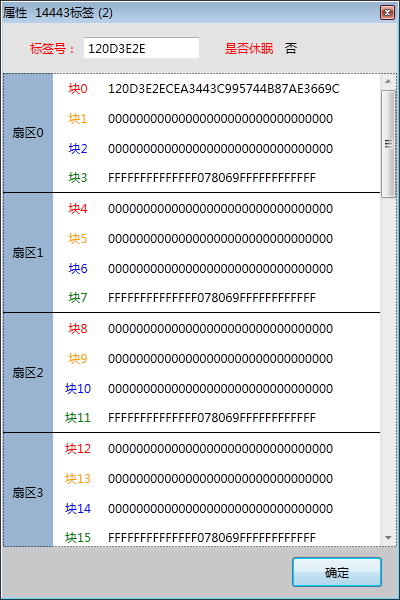 属性 14443标签 (2)
标签号： 120D3E2E 是否休眠 否
扇区0
块0 120D3E2ECEA3443C995744B87AE3669C
块1 00000000000000000000000000000000
块2 00000000000000000000000000000000
块3 FFFFFFFFFFFFFF078069FFFFFFFFFFFF
扇区1
块4 00000000000000000000000000000000
块5 00000000000000000000000000000000
块6 00000000000000000000000000000000
块7 FFFFFFFFFFFFFF078069FFFFFFFFFFFF
扇区2
块8 00000000000000000000000000000000
块9 00000000000000000000000000000000
块10 00000000000000000000000000000000
块11 FFFFFFFFFFFFFF078069FFFFFFFFFFFF
扇区3
块12 00000000000000000000000000000000
块13 00000000000000000000000000000000
块14 00000000000000000000000000000000
块15 FFFFFFFFFFFFFF078069FFFFFFFFFFFF
确定